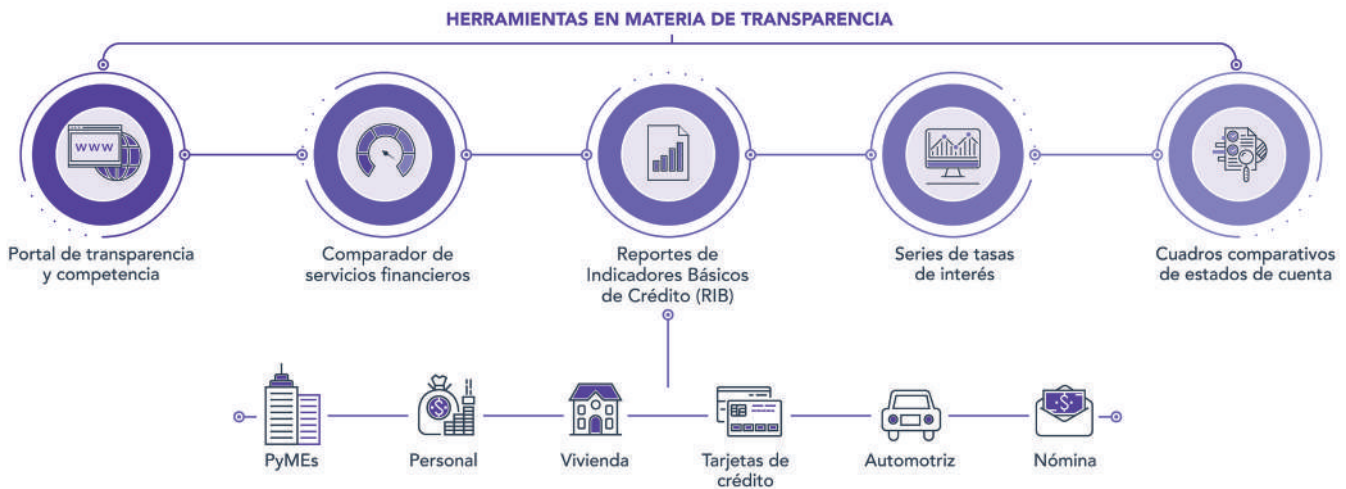 HERRAMIENTAS EN MATERIA DE TRANSPARENCIA
www
Portal de transparencia
y competencia
Comparador de
servicios financieros
Reportes de
Indicadores Básicos
de Crédito (RIB)
Series de tasas
de interés
Cuadros comparativos
de estados de cuenta
$
$
PyMEs
Personal
Vivienda
Tarjetas de
crédito
Automotriz
Nómina